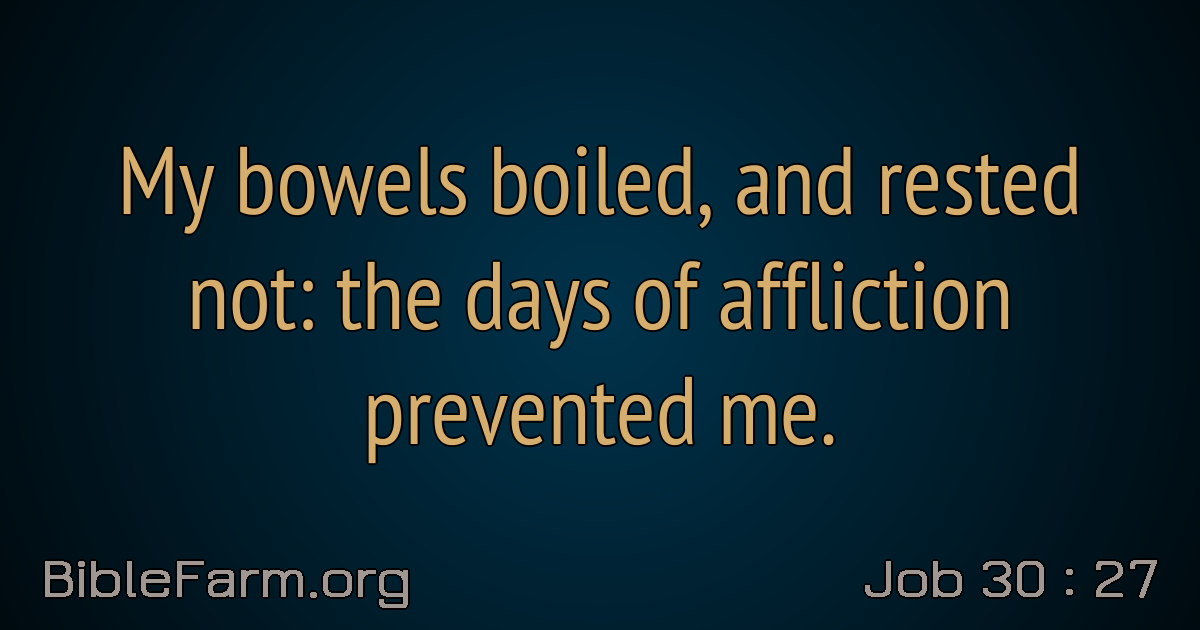 My bowels boiled, and rested
not: the days of affliction
prevented me.
BibleFarm.org
Job 30 : 27